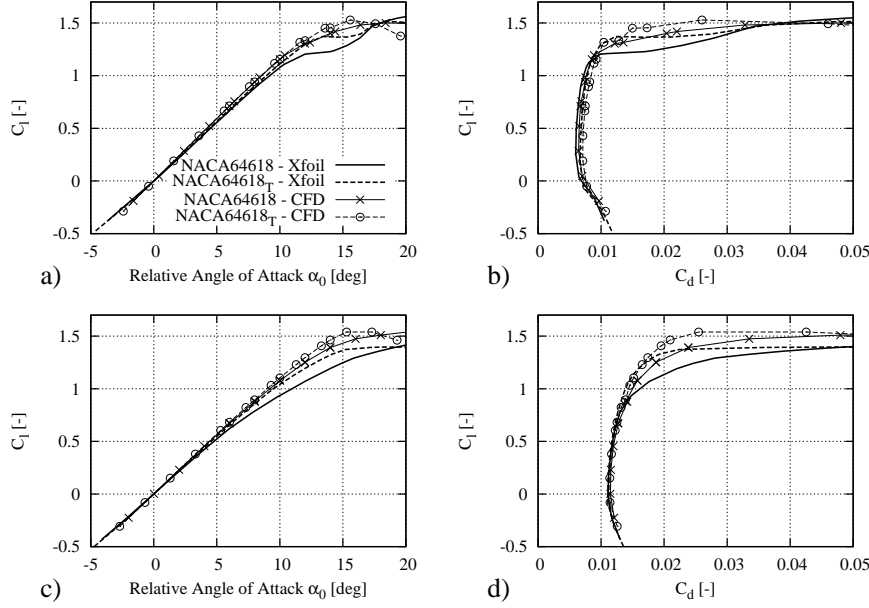 1.5
1
0.5
0
-0.5
C_l [-]
NACA64618 - Xfoil
NACA64618_T - Xfoil
NACA64618 - CFD
NACA64618_T - CFD
-5 0 5 10 15 20
a) Relative Angle of Attack α_0 [deg]
1.5
1
0.5
0
-0.5
C_l [-]
0 0.01 0.02 0.03 0.04 0.05
b) C_d [-]
1.5
1
0.5
0
-0.5
C_l [-]
-5 0 5 10 15 20
c) Relative Angle of Attack α_0 [deg]
1.5
1
0.5
0
-0.5
C_l [-]
0 0.01 0.02 0.03 0.04 0.05
d) C_d [-]